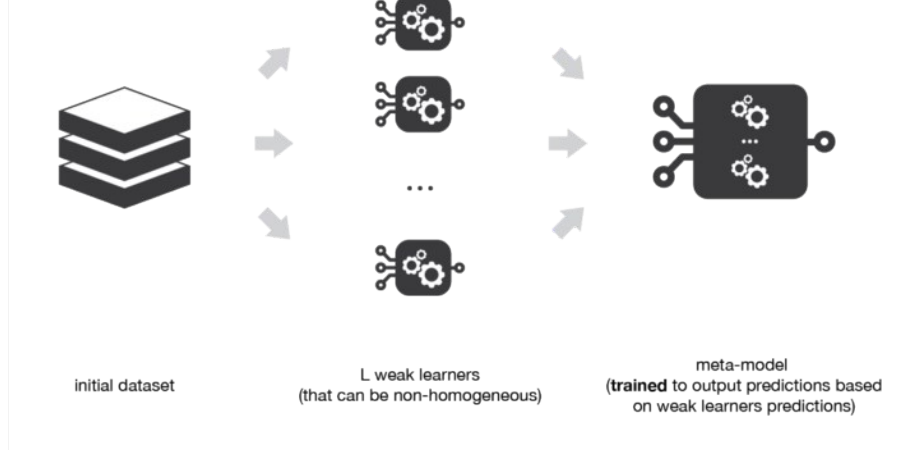 ...
...
initial dataset
L weak learners
(that can be non-homogeneous)
meta-model
(trained to output predictions based
on weak learners predictions)